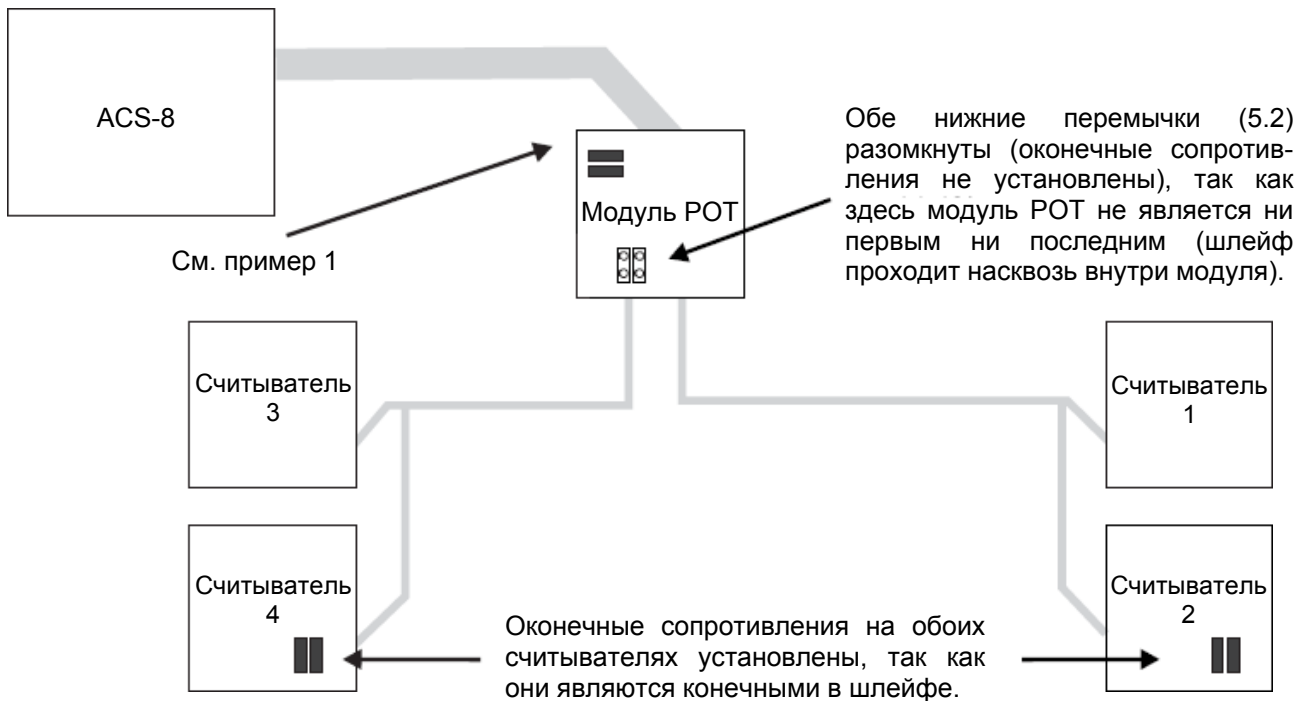 ACS-8
Обе нижние перемычки (5.2)
разомкнуты (оконечные сопротив-
ления не установлены), так как
здесь модуль POT не является ни
первым ни последним (шлейф
проходит насквозь внутри модуля).
Модуль POT
См. пример 1
Считыватель
3
Считыватель
1
Считыватель
4
Считыватель
2
Оконечные сопротивления на обоих
считывателях установлены, так как
они являются конечными в шлейфе.